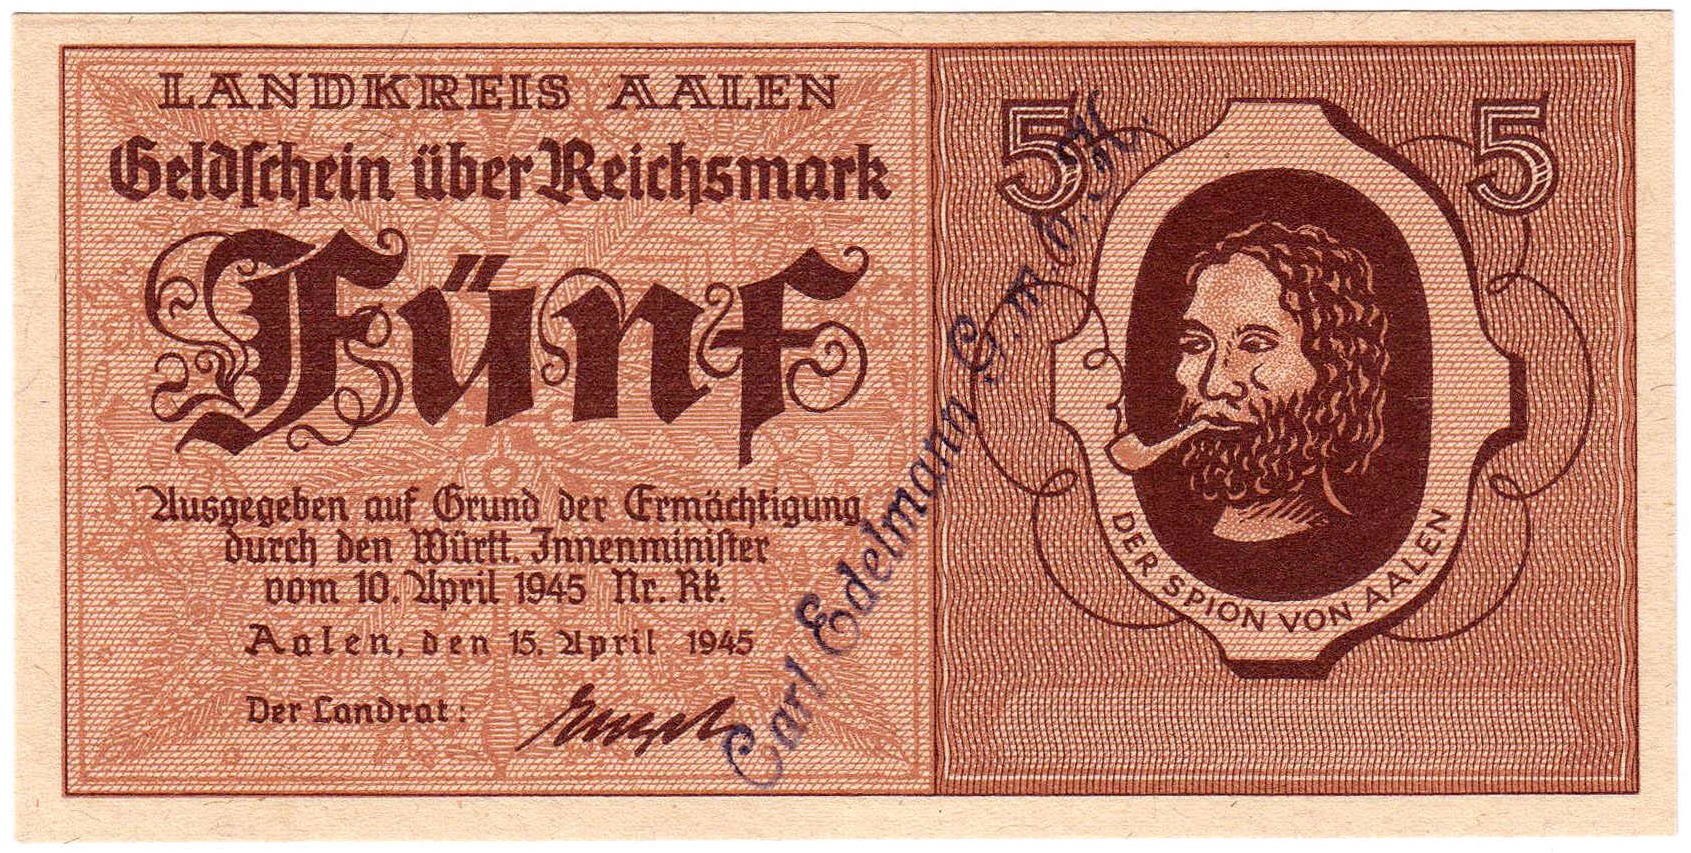 LANDKREIS AALEN
Geldschein über Reichsmark
Fünf
Ausgegeben auf Grund der Ermächtigung
durch den Württ. Innenminister
vom 10. April 1945 Nr. Rk.
Aalen, den 15. April 1945
Der Landrat:
5 5
DER SPION VON AALEN
Carl Edelmann G.m.b.H.